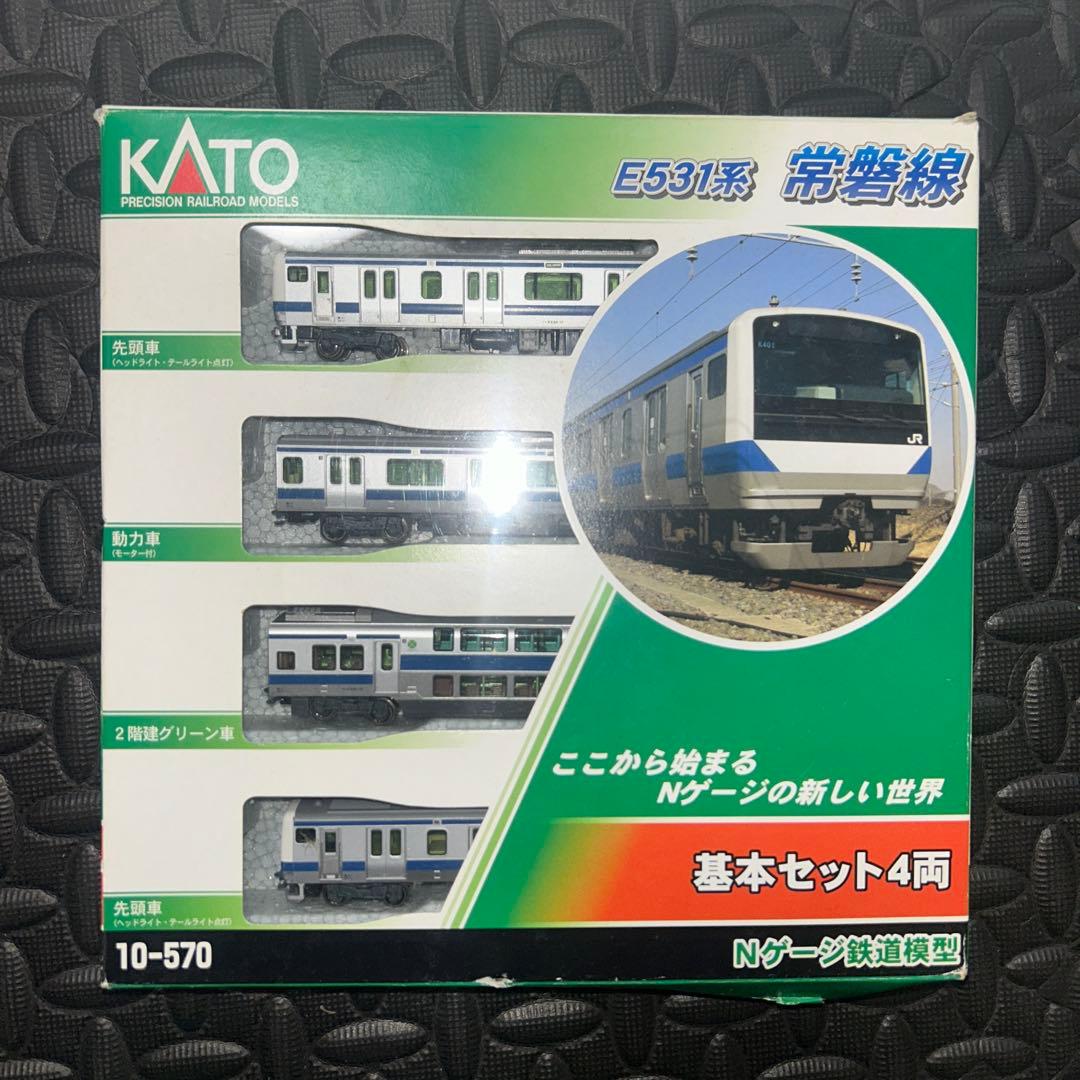 KATO
PRECISION RAILROAD MODELS
E531系 常磐線
先頭車
(ヘッドライト・テールライト点灯)
K401
JR
動力車
(モーター付)
2階建グリーン車
ここから始まる
Nゲージの新しい世界
基本セット4両
先頭車
(ヘッドライト・テールライト点灯)
10-570
Nゲージ鉄道模型